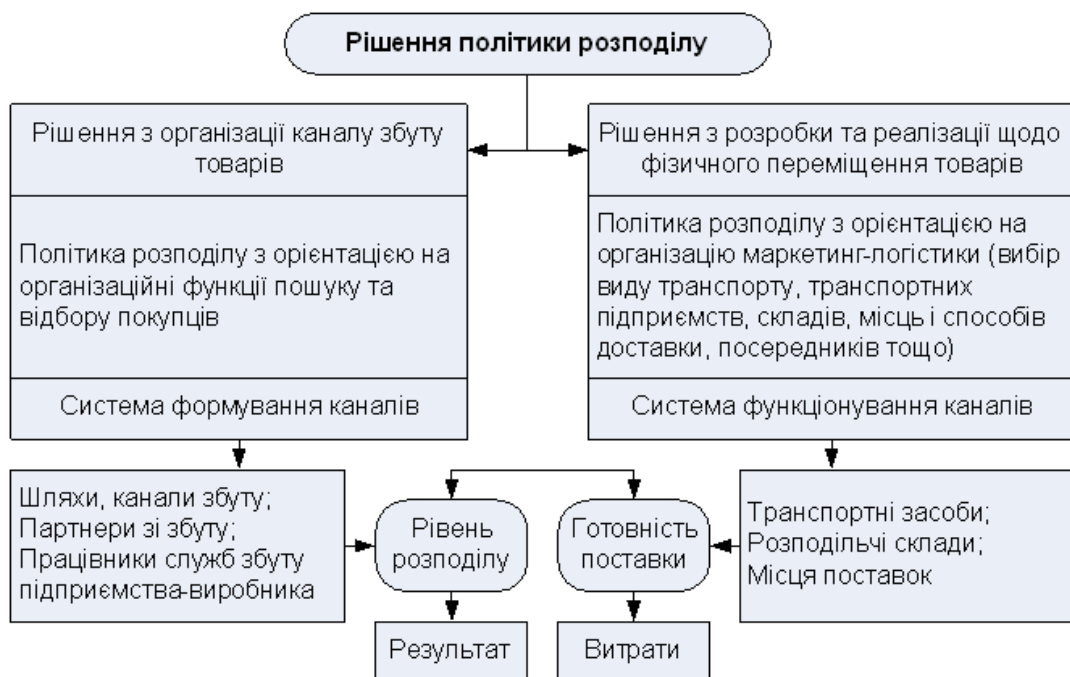 Рішення політики розподілу
Рішення з організації каналу збуту
товарів
Політика розподілу з орієнтацією на
організаційні функції пошуку та
відбору покупців
Система формування каналів
Рішення з розробки та реалізації щодо
фізичного переміщення товарів
Політика розподілу з орієнтацією на
організацію маркетинг-логістики (вибір
виду транспорту, транспортних
підприємств, складів, місць і способів
доставки, посередників тощо)
Система функціонування каналів
Шляхи, канали збуту;
Партнери зі збуту;
Працівники служб збуту
підприємства-виробника
Рівень
розподілу
Готовність
поставки
Транспортні засоби;
Розподільчі склади;
Місця поставок
Результат
Витрати